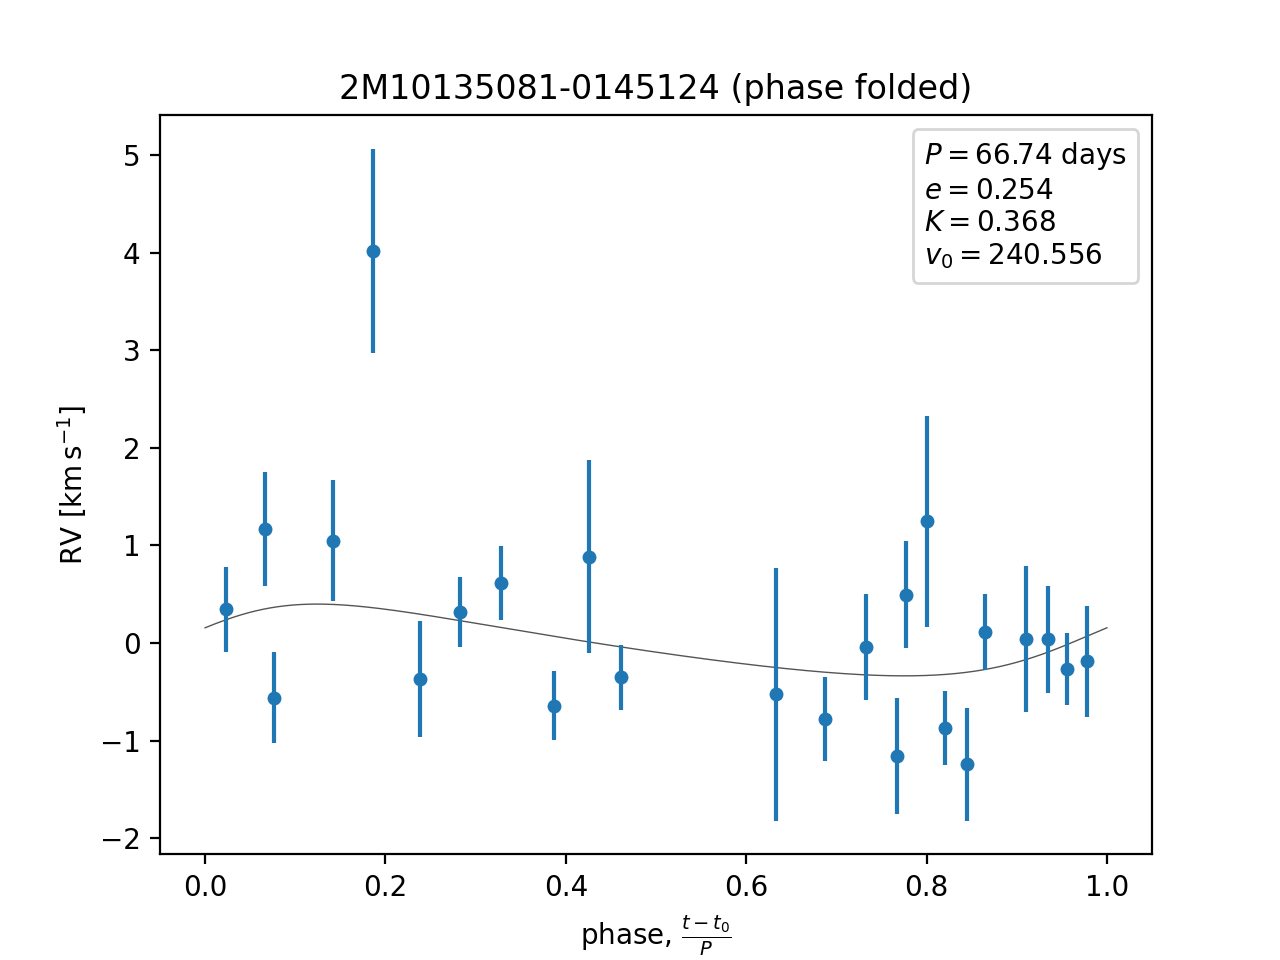 2M10135081-0145124 (phase folded)
P = 66.74 days
e = 0.254
K = 0.368
v₀ = 240.556
5
4
3
2
1
0
−1
−2
RV [km s⁻¹]
0.0 0.2 0.4 0.6 0.8 1.0
phase, (t − t₀)/P